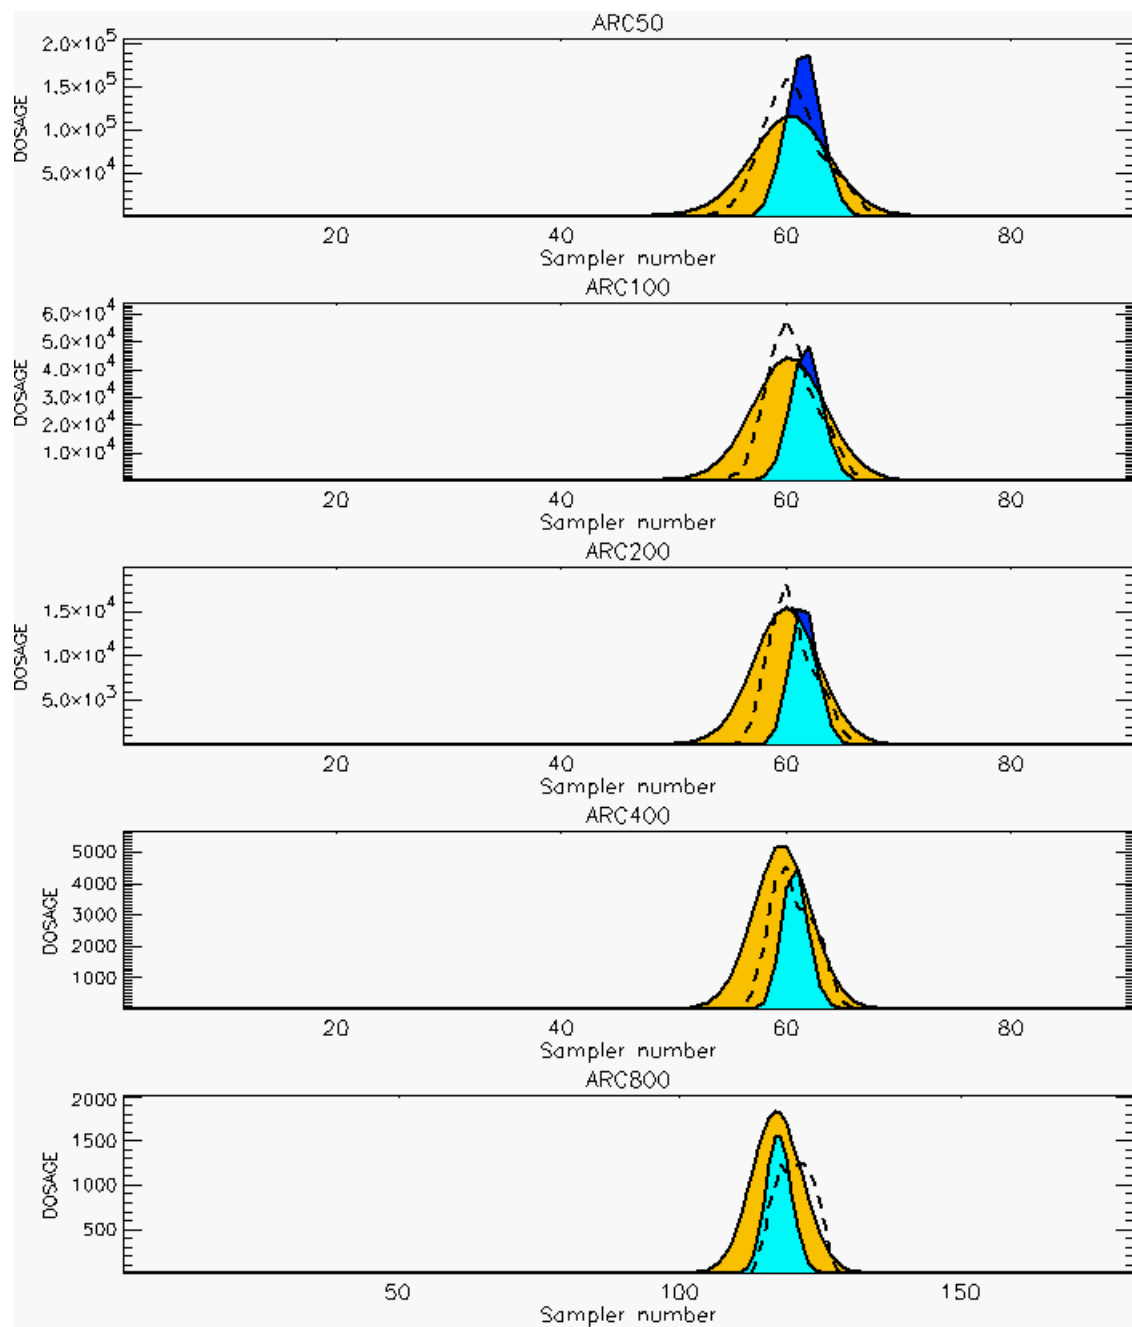 ARC50
2.0×10⁵
1.5×10⁵
1.0×10⁵
5.0×10⁴
DOSAGE
20 40 60 80
Sampler number
ARC100
6.0×10⁴
5.0×10⁴
4.0×10⁴
3.0×10⁴
2.0×10⁴
1.0×10⁴
DOSAGE
20 40 60 80
Sampler number
ARC200
1.5×10⁴
1.0×10⁴
5.0×10³
DOSAGE
20 40 60 80
Sampler number
ARC400
5000
4000
3000
2000
1000
DOSAGE
20 40 60 80
Sampler number
ARC800
2000
1500
1000
500
DOSAGE
50 100 150
Sampler number